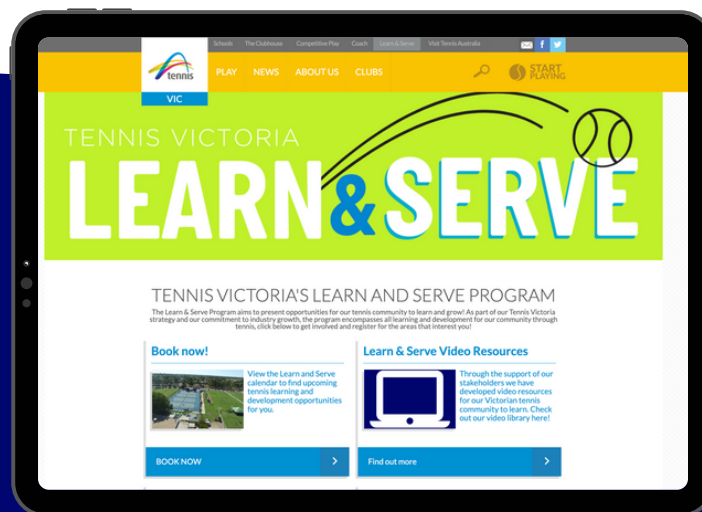 Schools The Clubhouse Competitive Play Coach Learn & Serve Visit Tennis Australia
tennis
VIC
PLAY NEWS ABOUT US CLUBS
START
PLAYING
TENNIS VICTORIA
LEARN & SERVE
TENNIS VICTORIA'S LEARN AND SERVE PROGRAM
The Learn & Serve Program aims to present opportunities for our tennis community to learn and grow! As part of our Tennis Victoria
strategy and our commitment to industry growth, the program encompasses all learning and development for our community through
tennis, click below to get involved and register for the areas that interest you!
Book now!
View the Learn and Serve
calendar to find upcoming
tennis learning and
development opportunities
for you.
BOOK NOW
Learn & Serve Video Resources
Through the support of our
stakeholders we have
developed video resources
for our Victorian tennis
community to learn. Check
out our video library here!
Find out more